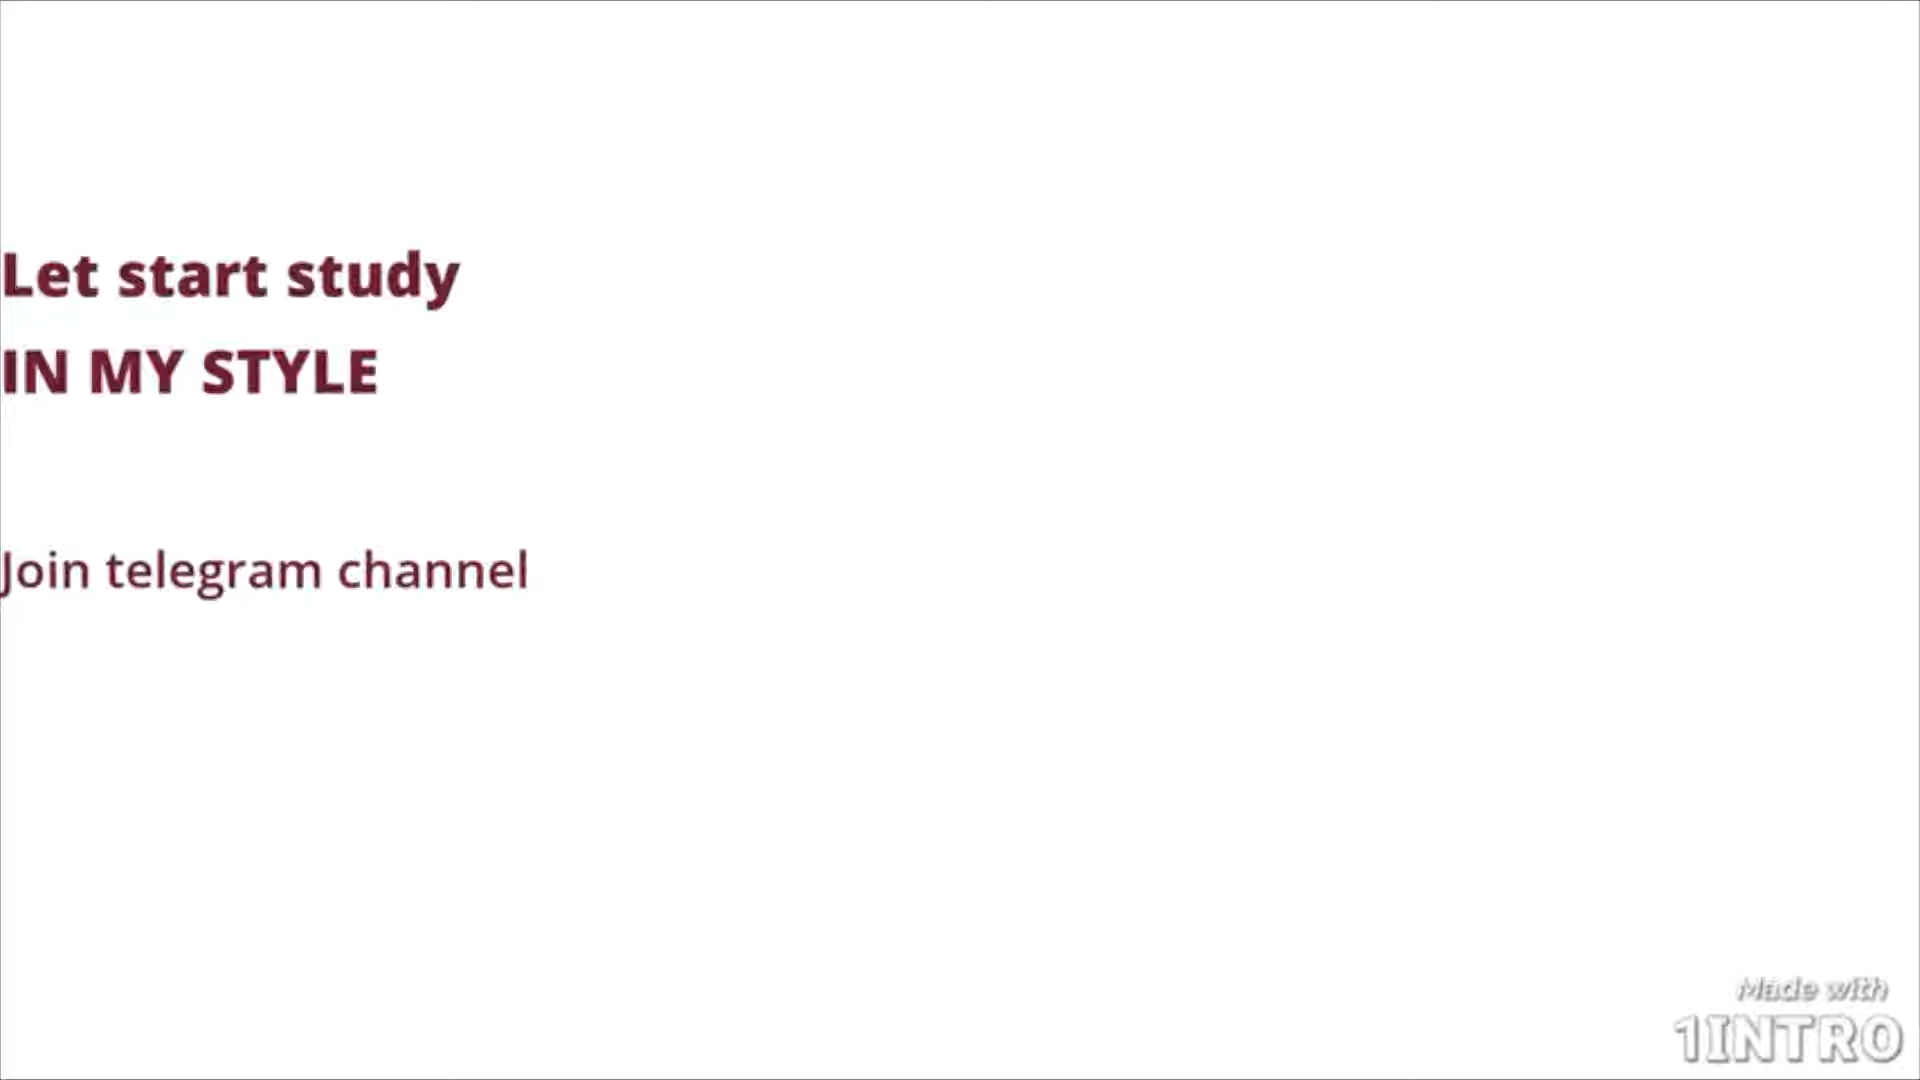 Let start study
IN MY STYLE
Join telegram channel
Made with
1INTRO